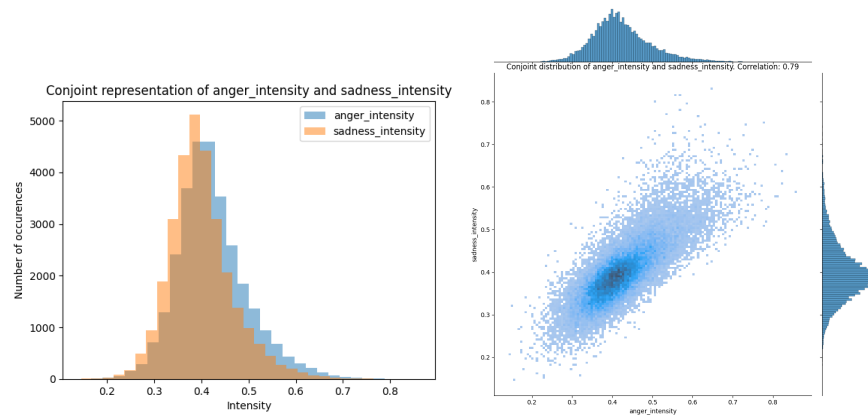 Conjoint representation of anger_intensity and sadness_intensity
anger_intensity
sadness_intensity
Number of occurences
5000
4000
3000
2000
1000
0
0.2 0.3 0.4 0.5 0.6 0.7 0.8
Intensity
Conjoint distribution of anger_intensity and sadness_intensity. Correlation: 0.79
sadness_intensity
0.8
0.7
0.6
0.5
0.4
0.3
0.2
0.2 0.3 0.4 0.5 0.6 0.7 0.8
anger_intensity